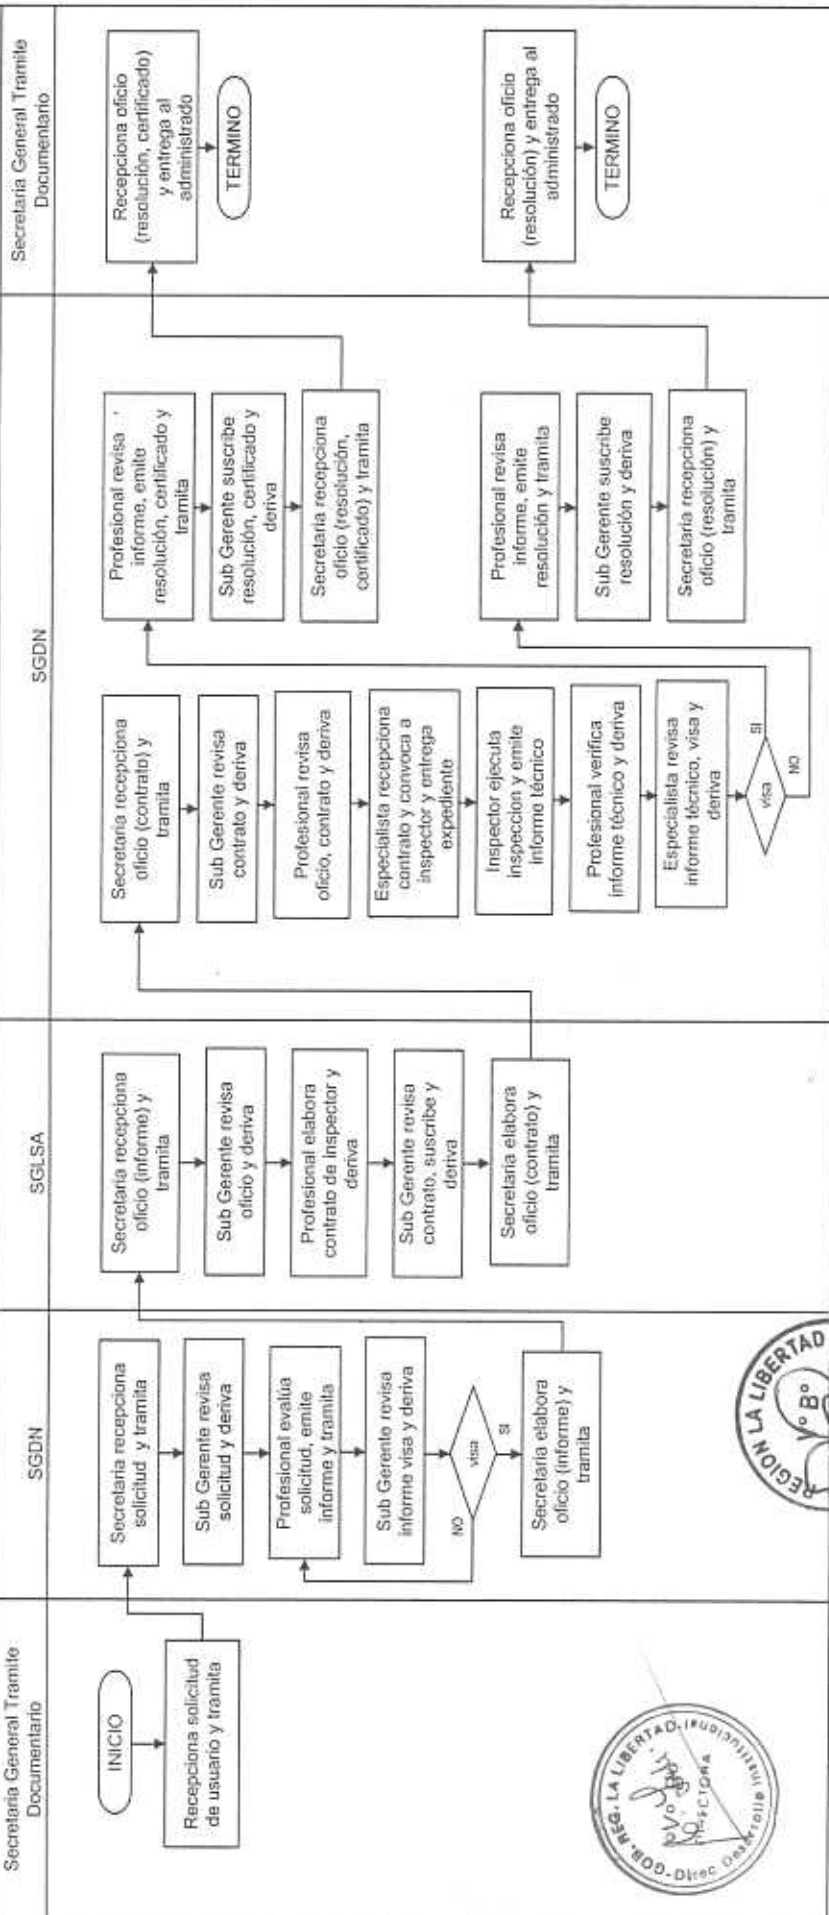 Secretaria General Tramite
Documentario
INICIO
Recepciona solicitud
de usuario y tramita
SGDN
Secretaria recepciona
solicitud y tramita
Sub Gerente revisa
solicitud y deriva
Profesional evalúa
solicitud, emite
informe y tramita
Sub Gerente revisa
informe visa y deriva
visa
NO
SI
Secretaria elabora
oficio (informe) y
tramita
SGLSA
Secretaria recepciona
oficio (informe) y
tramita
Sub Gerente revisa
oficio y deriva
Profesional elabora
contrato de inspector y
deriva
Sub Gerente revisa
contrato, suscribe y
deriva
Secretaria elabora
oficio (contrato) y
tramita
SGDN
Secretaria recepciona
oficio (contrato) y
tramita
Sub Gerente revisa
contrato y deriva
Profesional revisa
oficio, contrato y deriva
Especialista recepciona
contrato y convoca a
inspector y entrega
expediente
Inspector ejecuta
inspeccion y emite
informe técnico
Profesional verifica
informe técnico y deriva
Especialista revisa
informe técnico, visa y
deriva
visa
SI
NO
Profesional revisa
informe, emite
resolución, certificado y
tramita
Sub Gerente suscribe
resolución, certificado y
deriva
Secretaria recepciona
oficio (resolución,
certificado) y tramita
Profesional revisa
informe, emite
resolución y tramita
Sub Gerente suscribe
resolución y deriva
Secretaria recepciona
oficio (resolución) y
tramita
Secretaria General Tramite
Documentario
Recepciona oficio
(resolución, certificado)
y entrega al
administrado
TERMINO
Recepciona oficio
(resolución) y entrega al
administrado
TERMINO
GOB. REG. LA LIBERTAD
Direc Desarrollo Institucional
DIRECTORA
REGION LA LIBERTAD
V° B°